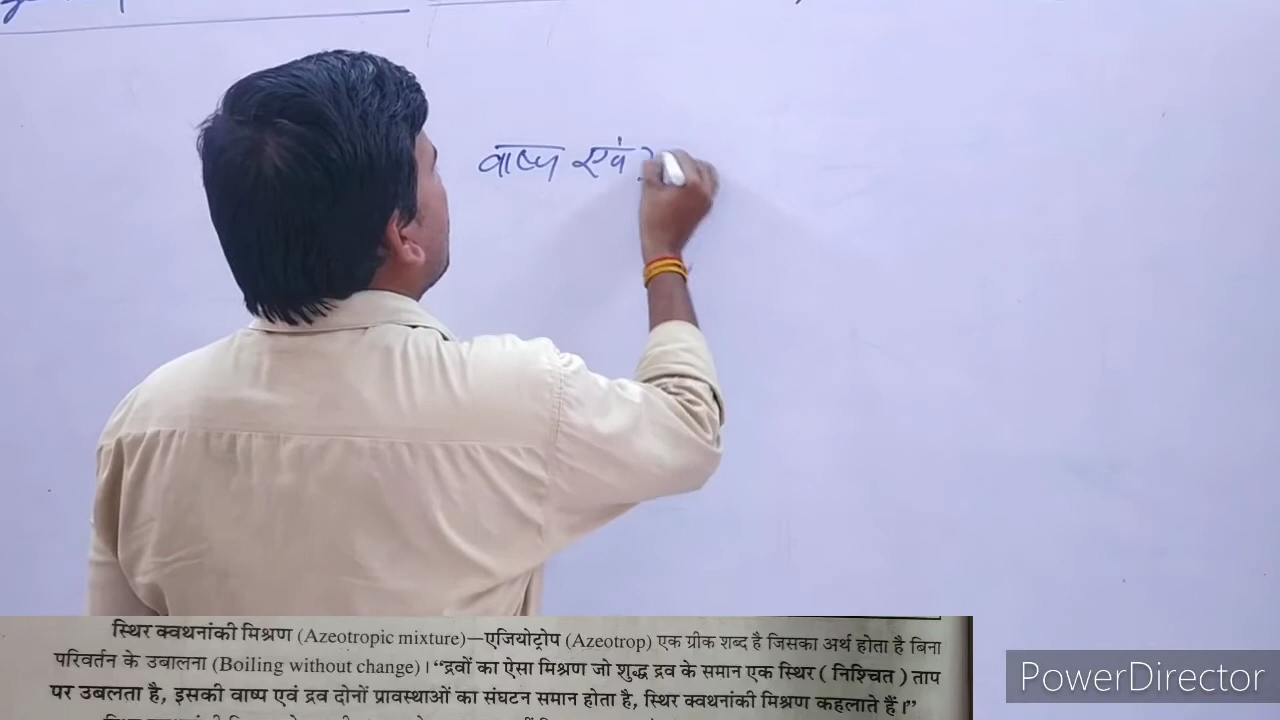 वाष्प एवं
स्थिर क्वथनांकी मिश्रण (Azeotropic mixture)—एजियोट्रोप (Azeotrop) एक ग्रीक शब्द है जिसका अर्थ होता है बिना
परिवर्तन के उबालना (Boiling without change)। “द्रवों का ऐसा मिश्रण जो शुद्ध द्रव के समान एक स्थिर ( निश्चित ) ताप
पर उबलता है, इसकी वाष्प एवं द्रव दोनों प्रावस्थाओं का संघटन समान होता है, स्थिर क्वथनांकी मिश्रण कहलाते हैं।”
PowerDirector